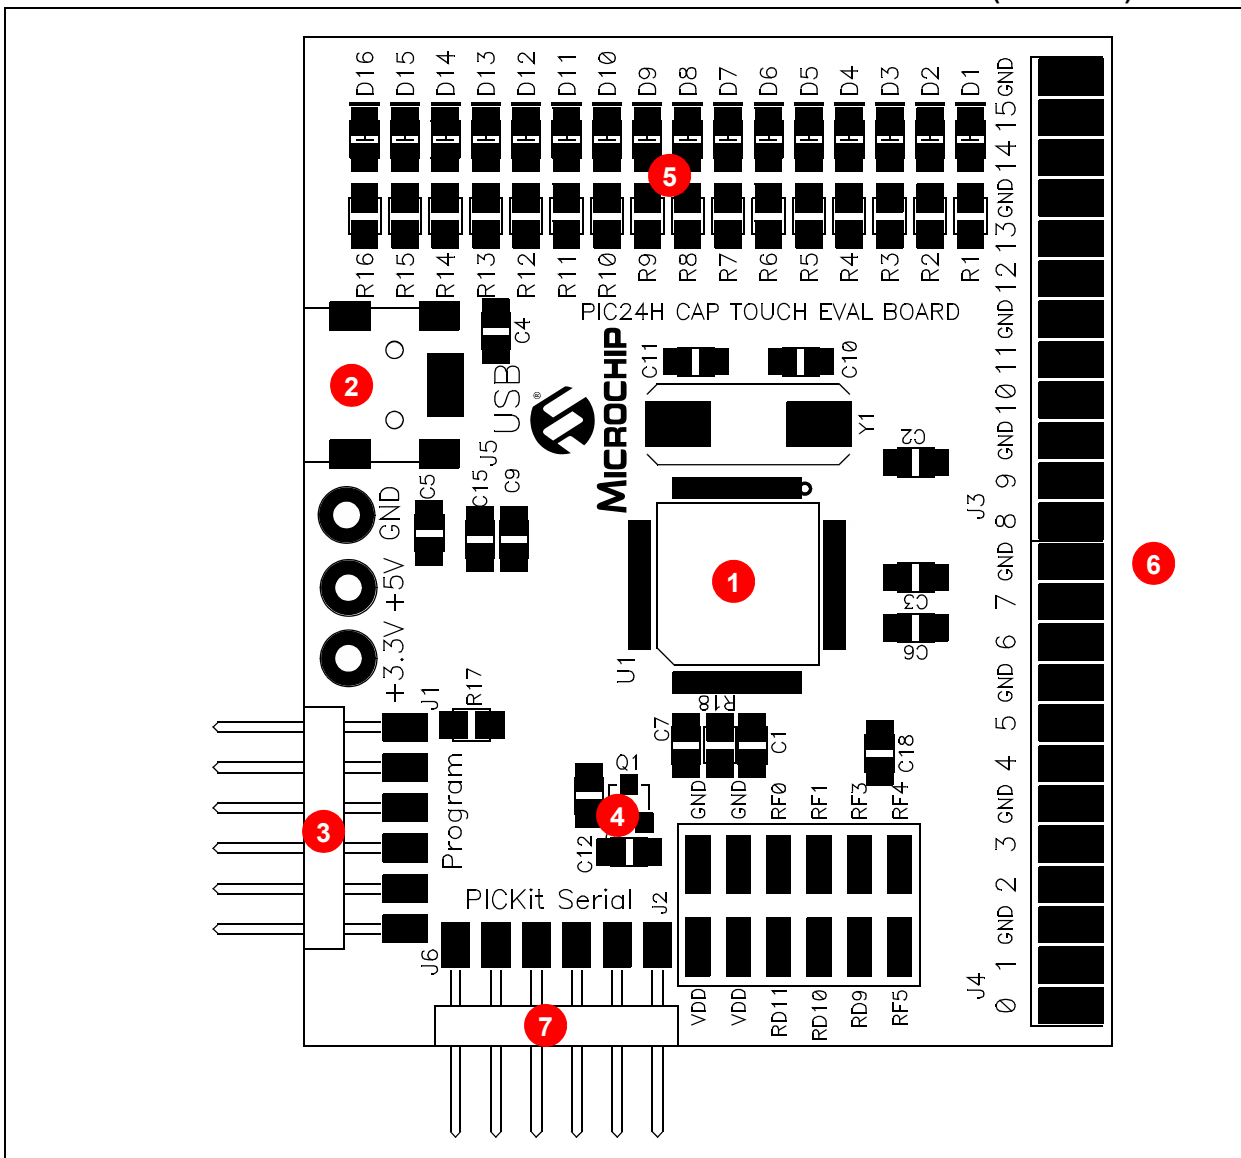 D16 D15 D14 D13 D12 D11 D10 D9 D8 D7 D6 D5 D4 D3 D2 D1
5
R16 R15 R14 R13 R12 R11 R10 R9 R8 R7 R6 R5 R4 R3 R2 R1
PIC24H CAP TOUCH EVAL BOARD
C4
C11
C10
2
USB
J5
®
MICROCHIP
Y1
C2
C5
C15
C9
GND
+5V
+3.3V
1
U1
C3
C6
J1
R17
R18
C7
C1
C18
Q1
4
C12
3
Program
PICKit Serial
J2
J6
7
GND GND RF0 RF1 RF3 RF4
VDD VDD RD11 RD10 RD9 RF5
GND
15
14
GND
13
12
GND
11
10
GND
9
8
J3
GND
7
6
GND
5
4
GND
3
2
GND
1
0
J4
6